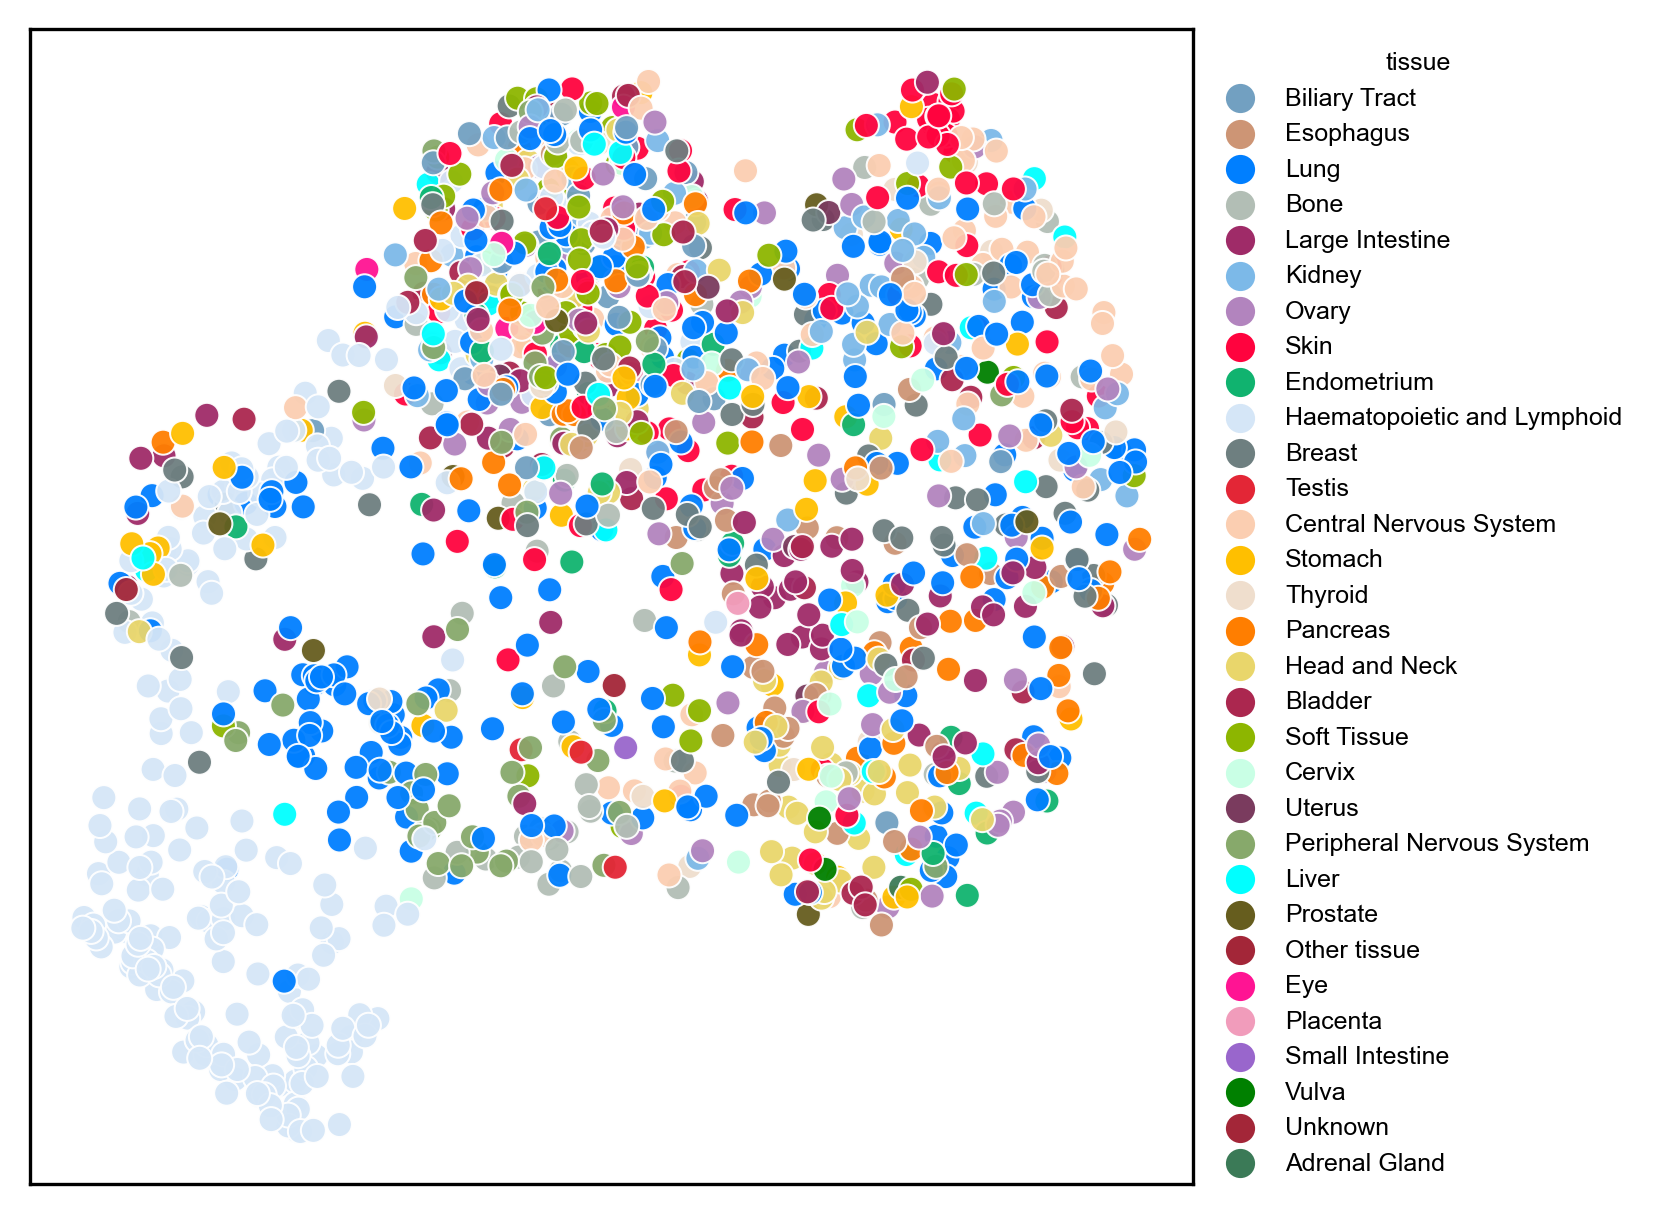 tissue
Biliary Tract
Esophagus
Lung
Bone
Large Intestine
Kidney
Ovary
Skin
Endometrium
Haematopoietic and Lymphoid
Breast
Testis
Central Nervous System
Stomach
Thyroid
Pancreas
Head and Neck
Bladder
Soft Tissue
Cervix
Uterus
Peripheral Nervous System
Liver
Prostate
Other tissue
Eye
Placenta
Small Intestine
Vulva
Unknown
Adrenal Gland